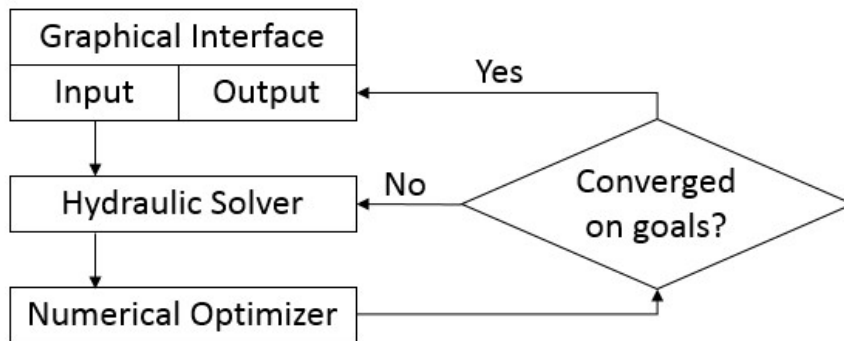 Graphical Interface
Input
Output
Yes
Hydraulic Solver
No
Converged
on goals?
Numerical Optimizer